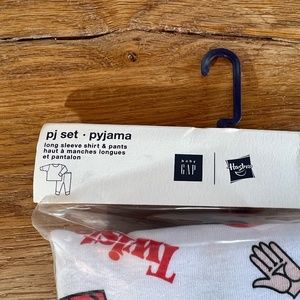 pj set · pyjama
long sleeve shirt & pants
haut à manches longues
et pantalon
baby
GAP
Hasbro
Twist